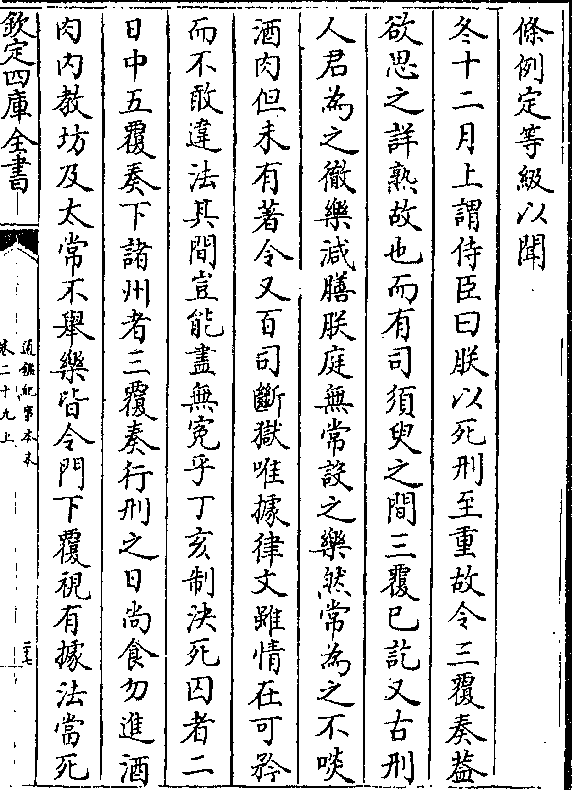 條例定等級以聞
冬十二月上謂侍臣曰朕以死刑至重故令三覆奏葢
欲思之詳熟故也而有司須臾之間三覆已訖又古刑
人君為之徹樂減膳朕庭無常設之樂然常為之不啖
酒肉但未有著令又百司斷獄唯據律文雖情在可矜
而不敢違法其間豈能盡無寃乎丁亥制決死囚者二
日中五覆奏下諸州者三覆奏行刑之日尚食勿進酒
肉内教坊及太常不舉樂皆令門下覆視有據法當死
欽定四庫全書
通鑑紀事本末
卷二十九上
二七